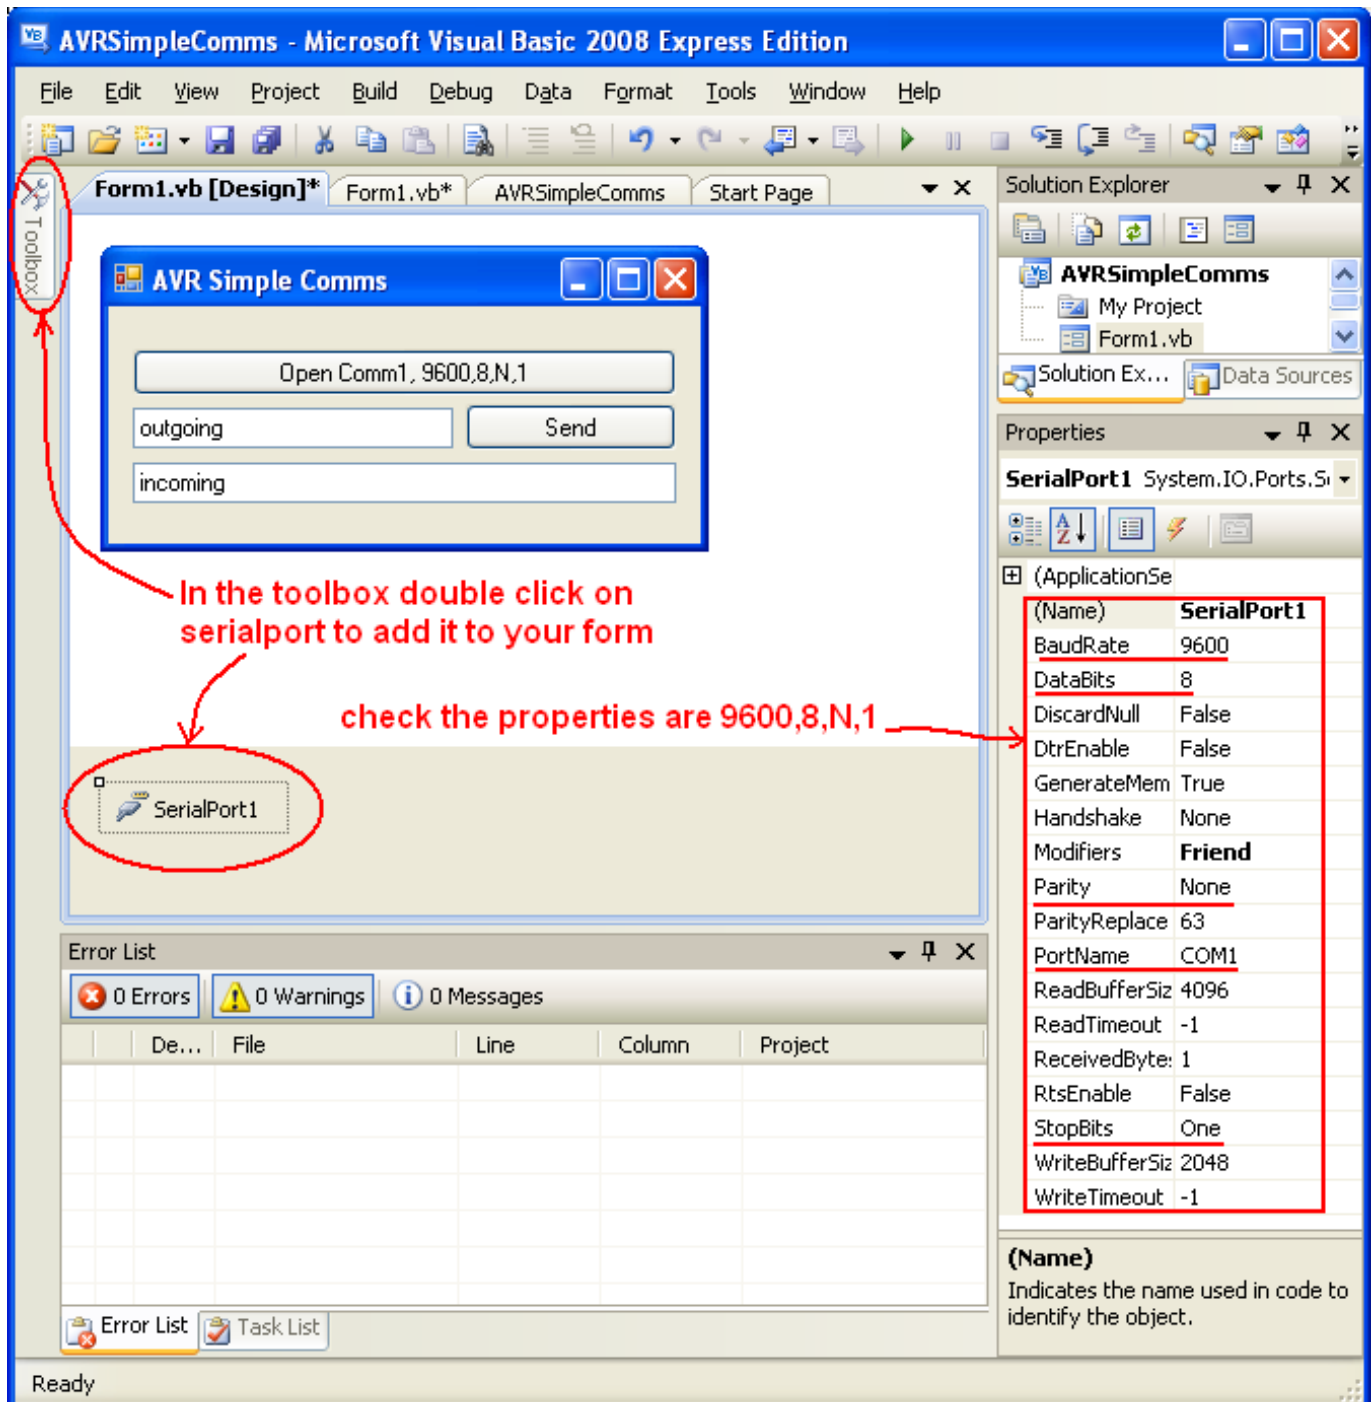 AVRSimpleComms - Microsoft Visual Basic 2008 Express Edition
File Edit View Project Build Debug Data Format Tools Window Help
Toolbox
Form1.vb [Design]* Form1.vb* AVRSimpleComms Start Page
AVR Simple Comms
Open Comm1, 9600,8,N,1
outgoing Send
incoming
In the toolbox double click on
serialport to add it to your form
check the properties are 9600,8,N,1
SerialPort1
Solution Explorer
AVRSimpleComms
My Project
Form1.vb
Solution Ex... Data Sources
Properties
SerialPort1 System.IO.Ports.S
(ApplicationSe
(Name) SerialPort1
BaudRate 9600
DataBits 8
DiscardNull False
DtrEnable False
GenerateMem True
Handshake None
Modifiers Friend
Parity None
ParityReplace 63
PortName COM1
ReadBufferSiz 4096
ReadTimeout -1
ReceivedBytes 1
RtsEnable False
StopBits One
WriteBufferSiz 2048
WriteTimeout -1
(Name)
Indicates the name used in code to
identify the object.
Error List
0 Errors 0 Warnings 0 Messages
De... File Line Column Project
Error List Task List
Ready